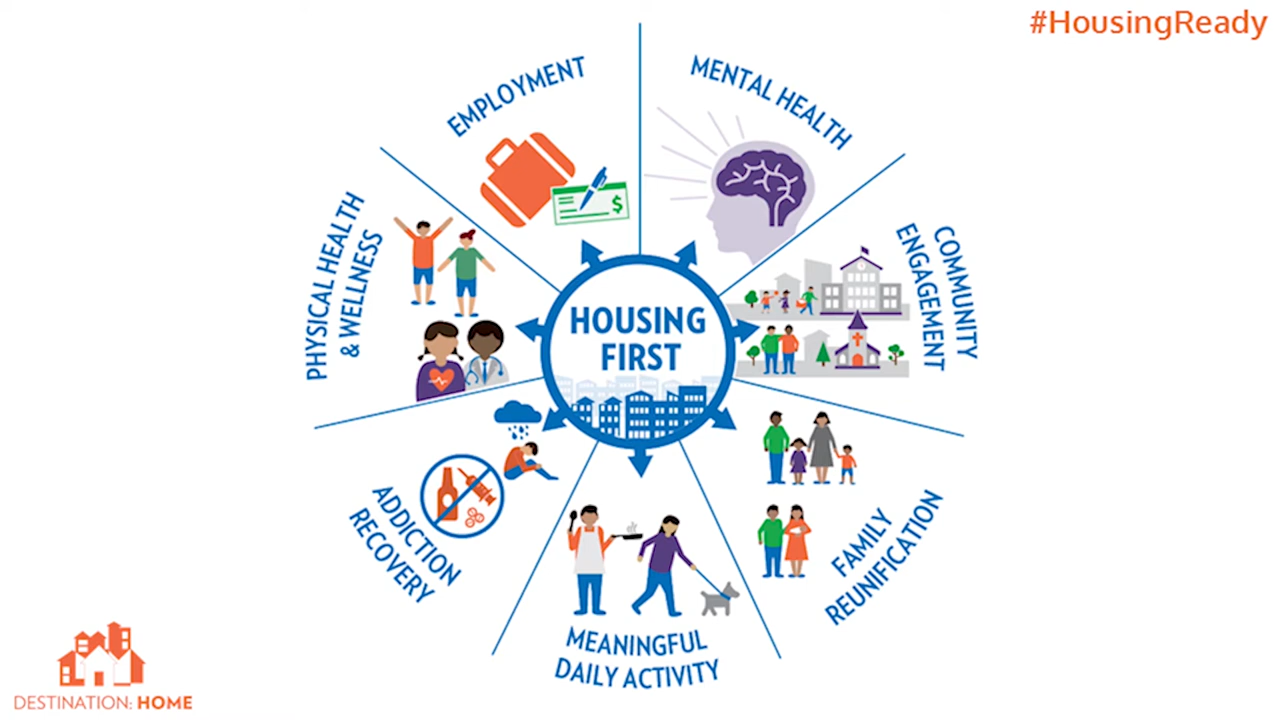 #HousingReady
EMPLOYMENT
MENTAL HEALTH
PHYSICAL HEALTH
& WELLNESS
COMMUNITY
ENGAGEMENT
$
HOUSING
FIRST
ADDICTION
RECOVERY
FAMILY
REUNIFICATION
MEANINGFUL
DAILY ACTIVITY
DESTINATION: HOME